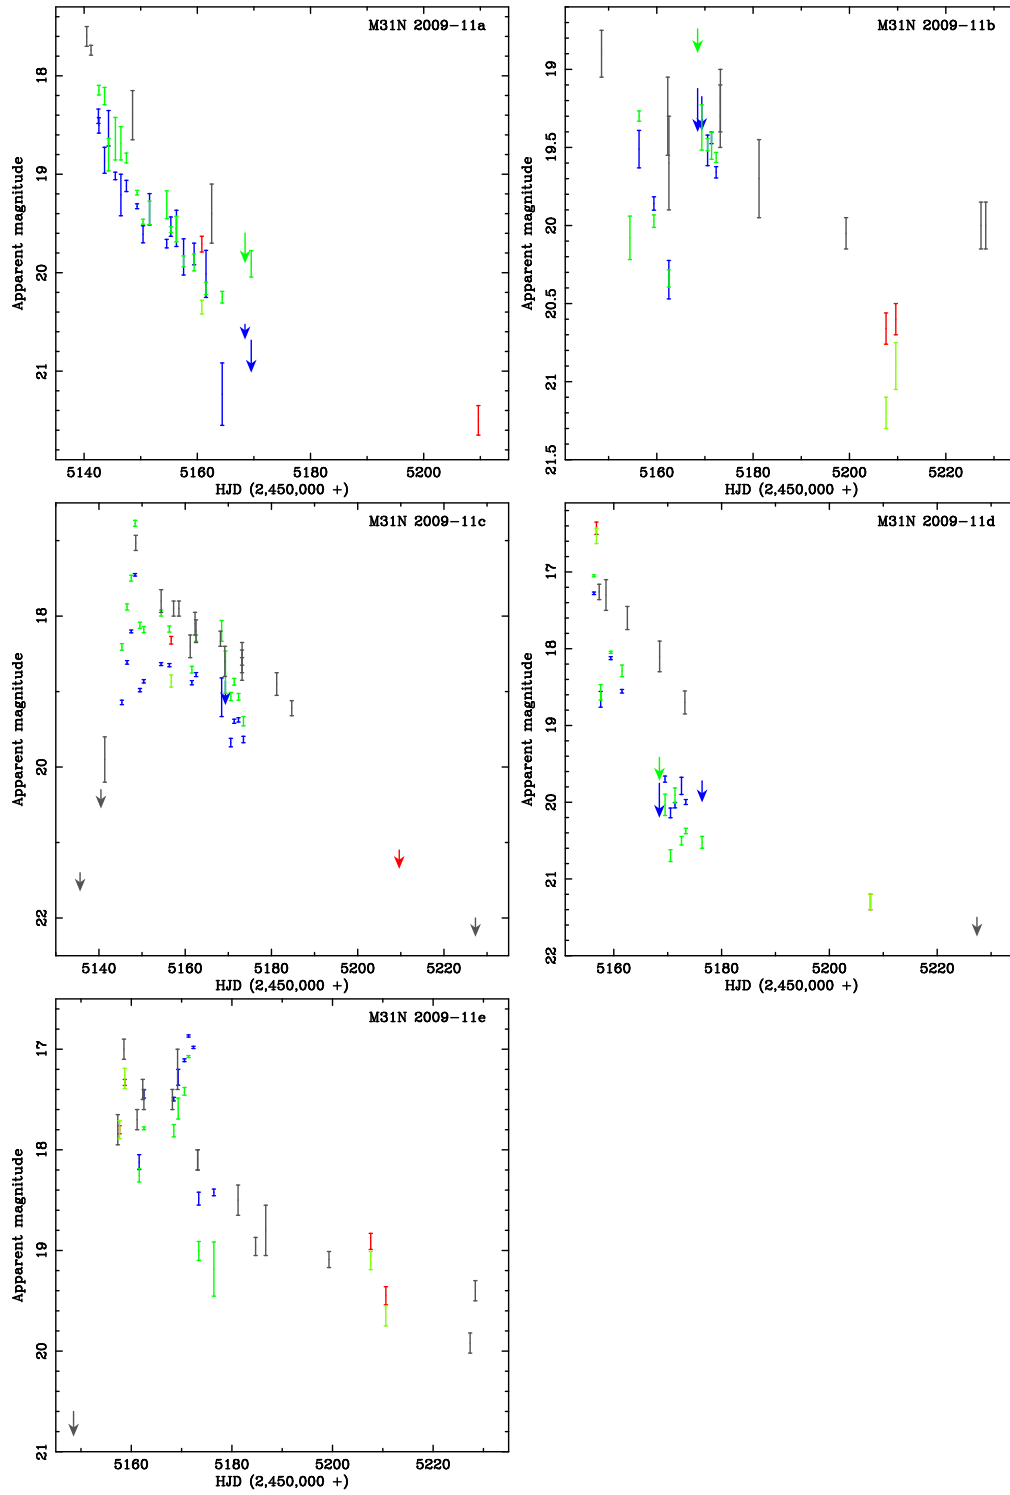 M31N 2009-11a
Apparent magnitude
18
19
20
21
5140 5160 5180 5200
HJD (2,450,000 +)
M31N 2009-11b
Apparent magnitude
19
19.5
20
20.5
21
21.5
5160 5180 5200 5220
HJD (2,450,000 +)
M31N 2009-11c
Apparent magnitude
18
20
22
5140 5160 5180 5200 5220
HJD (2,450,000 +)
M31N 2009-11d
Apparent magnitude
17
18
19
20
21
22
5160 5180 5200 5220
HJD (2,450,000 +)
M31N 2009-11e
Apparent magnitude
17
18
19
20
21
5160 5180 5200 5220
HJD (2,450,000 +)